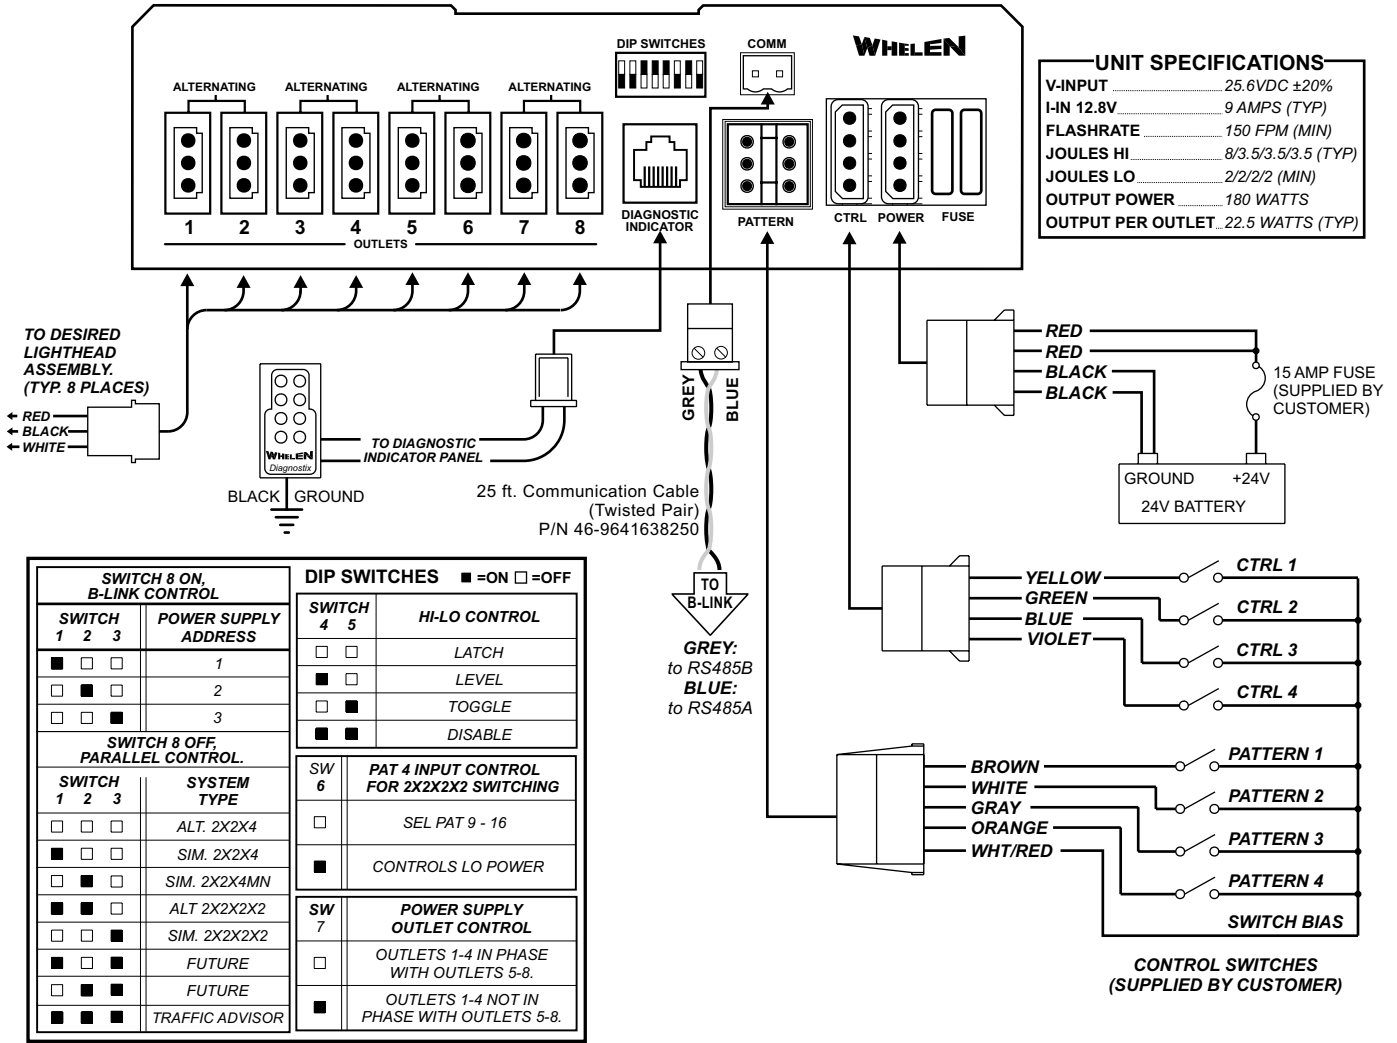 DIP SWITCHES
COMM
WHELEN
ALTERNATING ALTERNATING ALTERNATING ALTERNATING
1 2 3 4 5 6 7 8
OUTLETS
DIAGNOSTIC
INDICATOR
PATTERN
CTRL POWER FUSE
UNIT SPECIFICATIONS
V-INPUT 25.6VDC ±20%
I-IN 12.8V 9 AMPS (TYP)
FLASHRATE 150 FPM (MIN)
JOULES HI 8/3.5/3.5/3.5 (TYP)
JOULES LO 2/2/2/2 (MIN)
OUTPUT POWER 180 WATTS
OUTPUT PER OUTLET 22.5 WATTS (TYP)
TO DESIRED
LIGHTHEAD
ASSEMBLY.
(TYP. 8 PLACES)
RED
BLACK
WHITE
WHELEN
Diagnostix
BLACK GROUND
TO DIAGNOSTIC
INDICATOR PANEL
GREY
BLUE
25 ft. Communication Cable
(Twisted Pair)
P/N 46-9641638250
TO
B-LINK
GREY:
to RS485B
BLUE:
to RS485A
RED
RED
BLACK
BLACK
15 AMP FUSE
(SUPPLIED BY
CUSTOMER)
GROUND +24V
24V BATTERY
YELLOW
GREEN
BLUE
VIOLET
CTRL 1
CTRL 2
CTRL 3
CTRL 4
BROWN
WHITE
GRAY
ORANGE
WHT/RED
PATTERN 1
PATTERN 2
PATTERN 3
PATTERN 4
SWITCH BIAS
CONTROL SWITCHES
(SUPPLIED BY CUSTOMER)
SWITCH 8 ON,
B-LINK CONTROL
SWITCH POWER SUPPLY
1 2 3 ADDRESS
1
2
3
SWITCH 8 OFF,
PARALLEL CONTROL.
SWITCH SYSTEM
1 2 3 TYPE
ALT. 2X2X4
SIM. 2X2X4
SIM. 2X2X4MN
ALT 2X2X2X2
SIM. 2X2X2X2
FUTURE
FUTURE
TRAFFIC ADVISOR
DIP SWITCHES ■ =ON □ =OFF
SWITCH HI-LO CONTROL
4 5
LATCH
LEVEL
TOGGLE
DISABLE
SW PAT 4 INPUT CONTROL
6 FOR 2X2X2X2 SWITCHING
SEL PAT 9 - 16
CONTROLS LO POWER
SW POWER SUPPLY
7 OUTLET CONTROL
OUTLETS 1-4 IN PHASE
WITH OUTLETS 5-8.
OUTLETS 1-4 NOT IN
PHASE WITH OUTLETS 5-8.